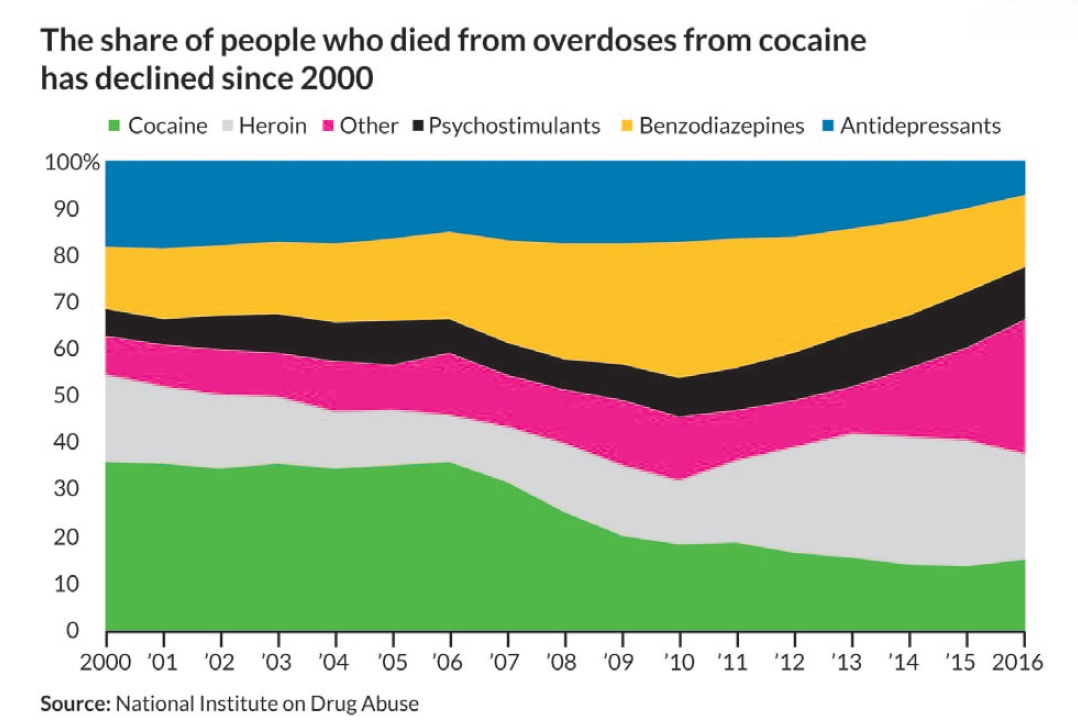 The share of people who died from overdoses from cocaine
has declined since 2000
Cocaine Heroin Other Psychostimulants Benzodiazepines Antidepressants
100%
90
80
70
60
50
40
30
20
10
0
2000 ’01 ’02 ’03 ’04 ’05 ’06 ’07 ’08 ’09 ’10 ’11 ’12 ’13 ’14 ’15 2016
Source: National Institute on Drug Abuse